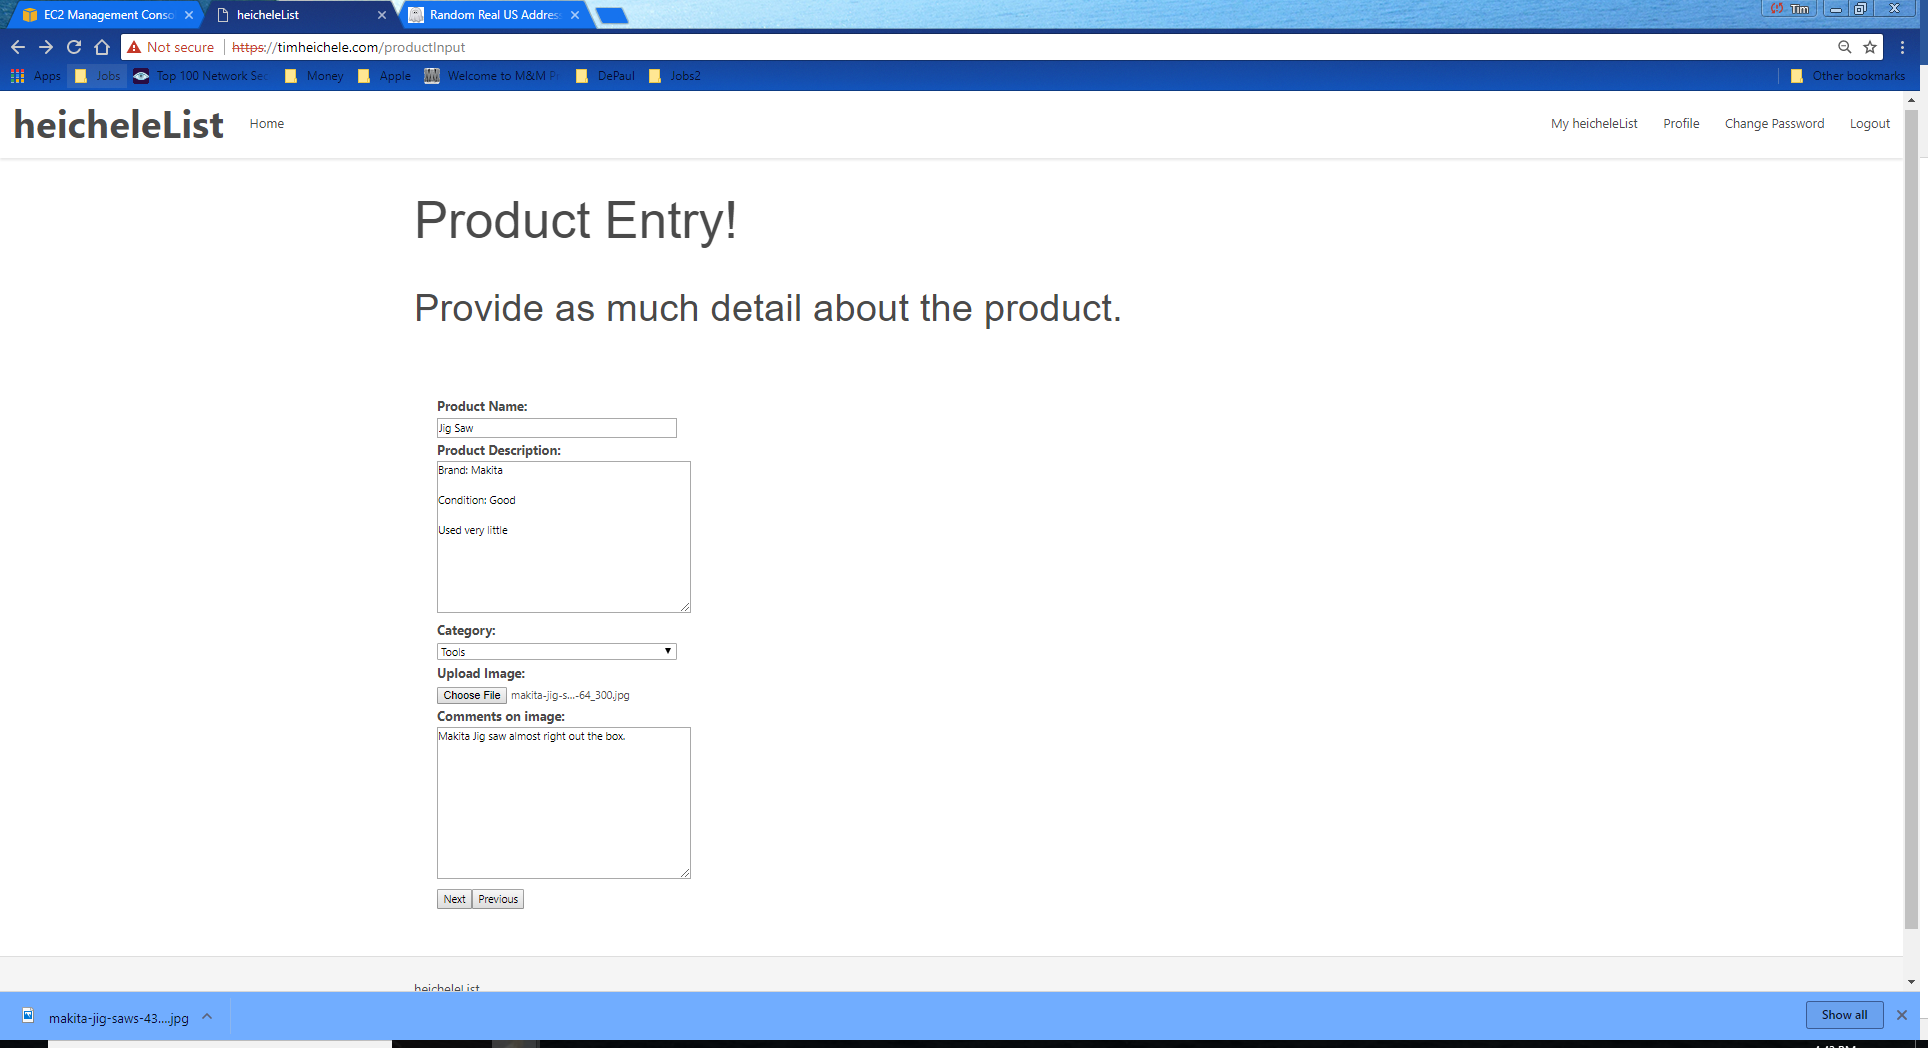 EC2 Management Conso
heicheleList
Random Real US Addres
Tim
Not secure
https://timheichele.com/productInput
Apps
Jobs
Top 100 Network Sec
Money
Apple
Welcome to M&M P
DePaul
Jobs2
Other bookmarks
heicheleList
Home
My heicheleList
Profile
Change Password
Logout
Product Entry!
Provide as much detail about the product.
Product Name:
Jig Saw
Product Description:
Brand: Makita
Condition: Good
Used very little
Category:
Tools
Upload Image:
Choose File makita-jig-s...-64_300.jpg
Comments on image:
Makita Jig saw almost right out the box.
Next Previous
heicheleList
makita-jig-saws-43....jpg
Show all